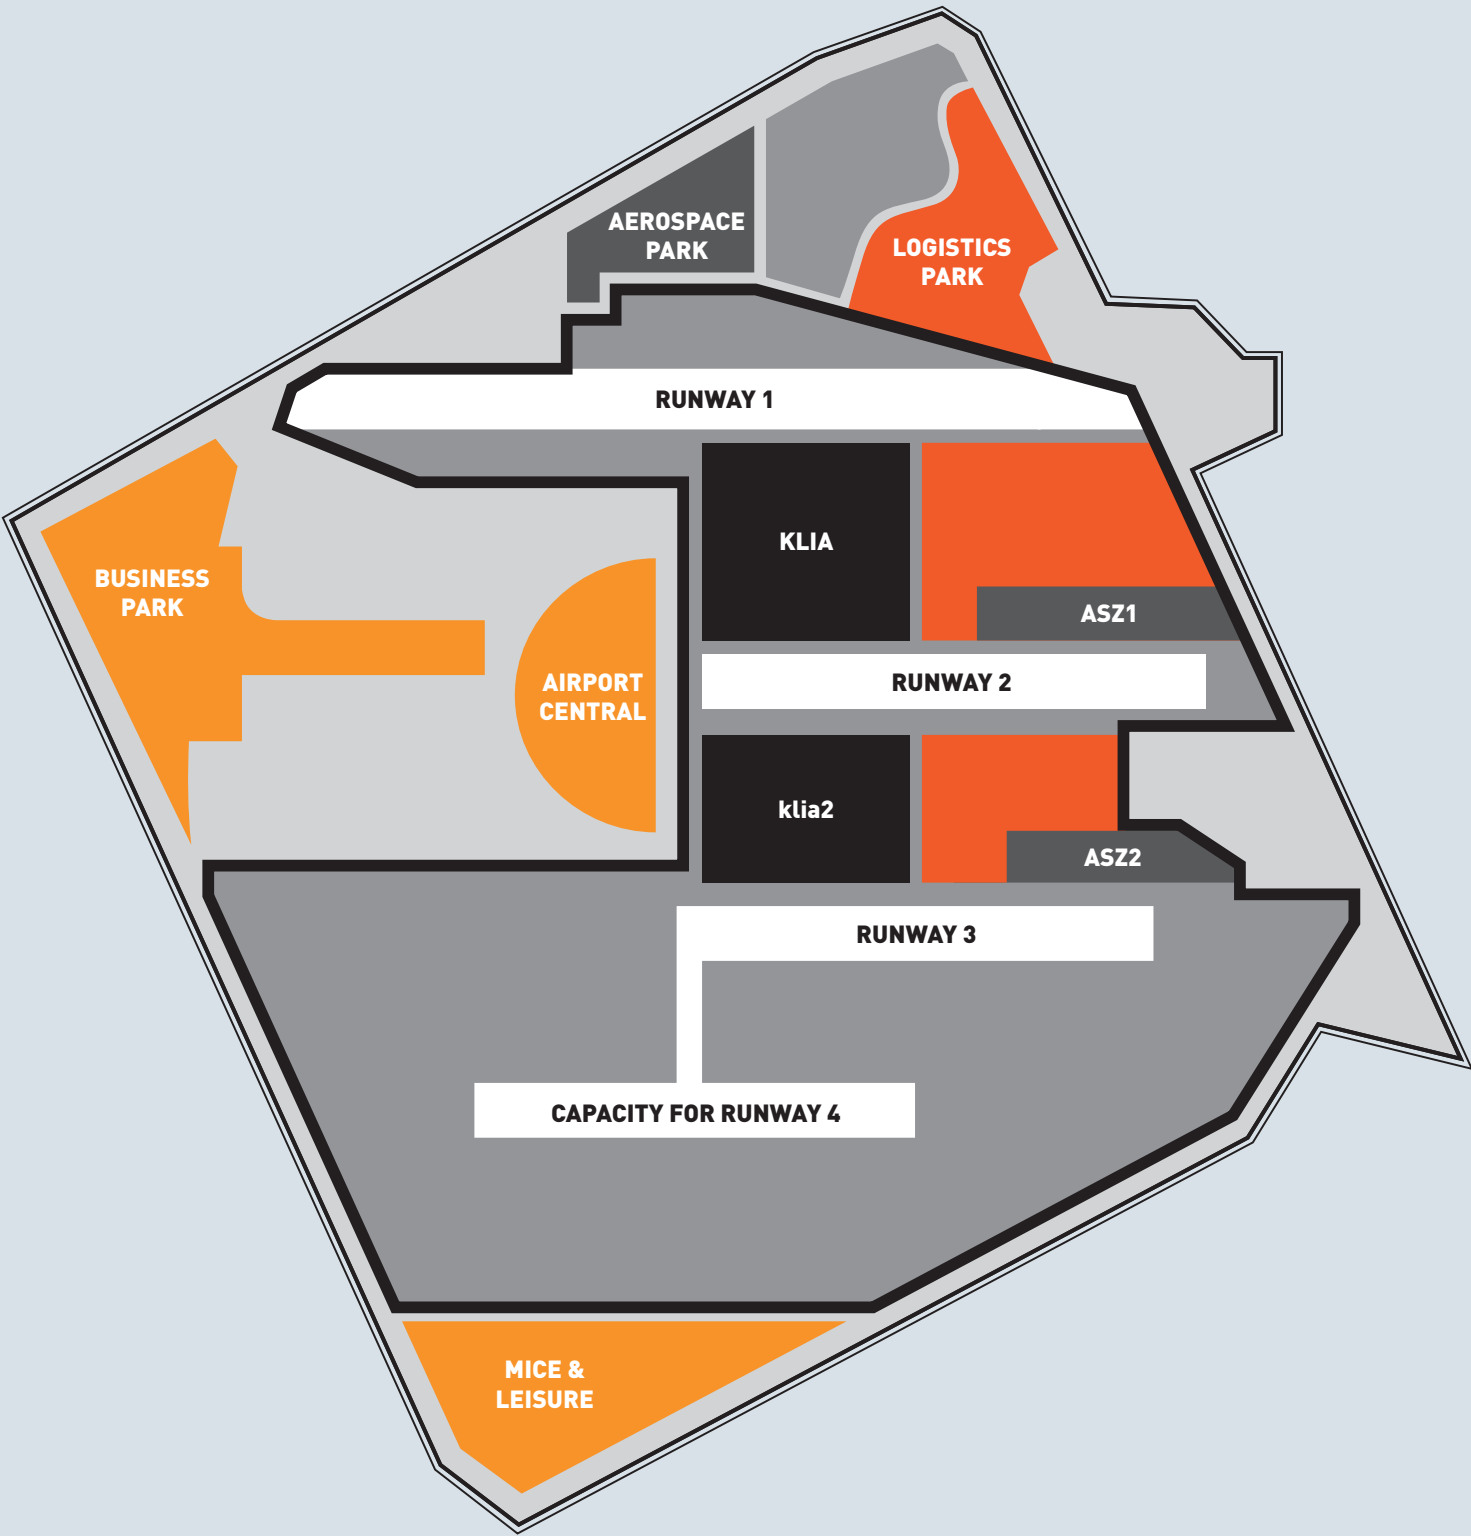 AEROSPACE
PARK
LOGISTICS
PARK
RUNWAY 1
KLIA
BUSINESS
PARK
ASZ1
AIRPORT
CENTRAL
RUNWAY 2
klia2
ASZ2
RUNWAY 3
CAPACITY FOR RUNWAY 4
MICE &
LEISURE